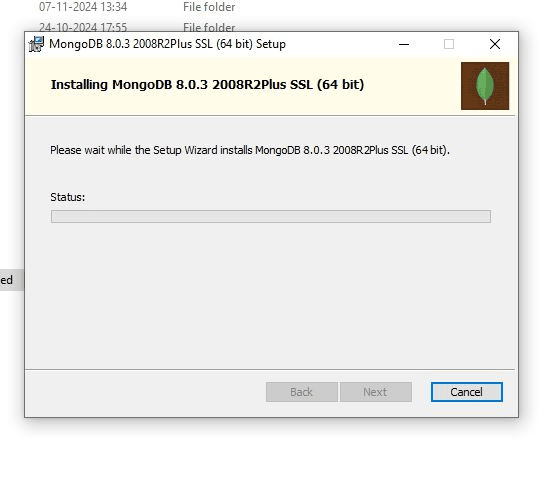 07-11-2024 13:34 File folder
24-10-2024 17:55 File folder
MongoDB 8.0.3 2008R2Plus SSL (64 bit) Setup
Installing MongoDB 8.0.3 2008R2Plus SSL (64 bit)
Please wait while the Setup Wizard installs MongoDB 8.0.3 2008R2Plus SSL (64 bit).
Status:
ed
Back Next Cancel